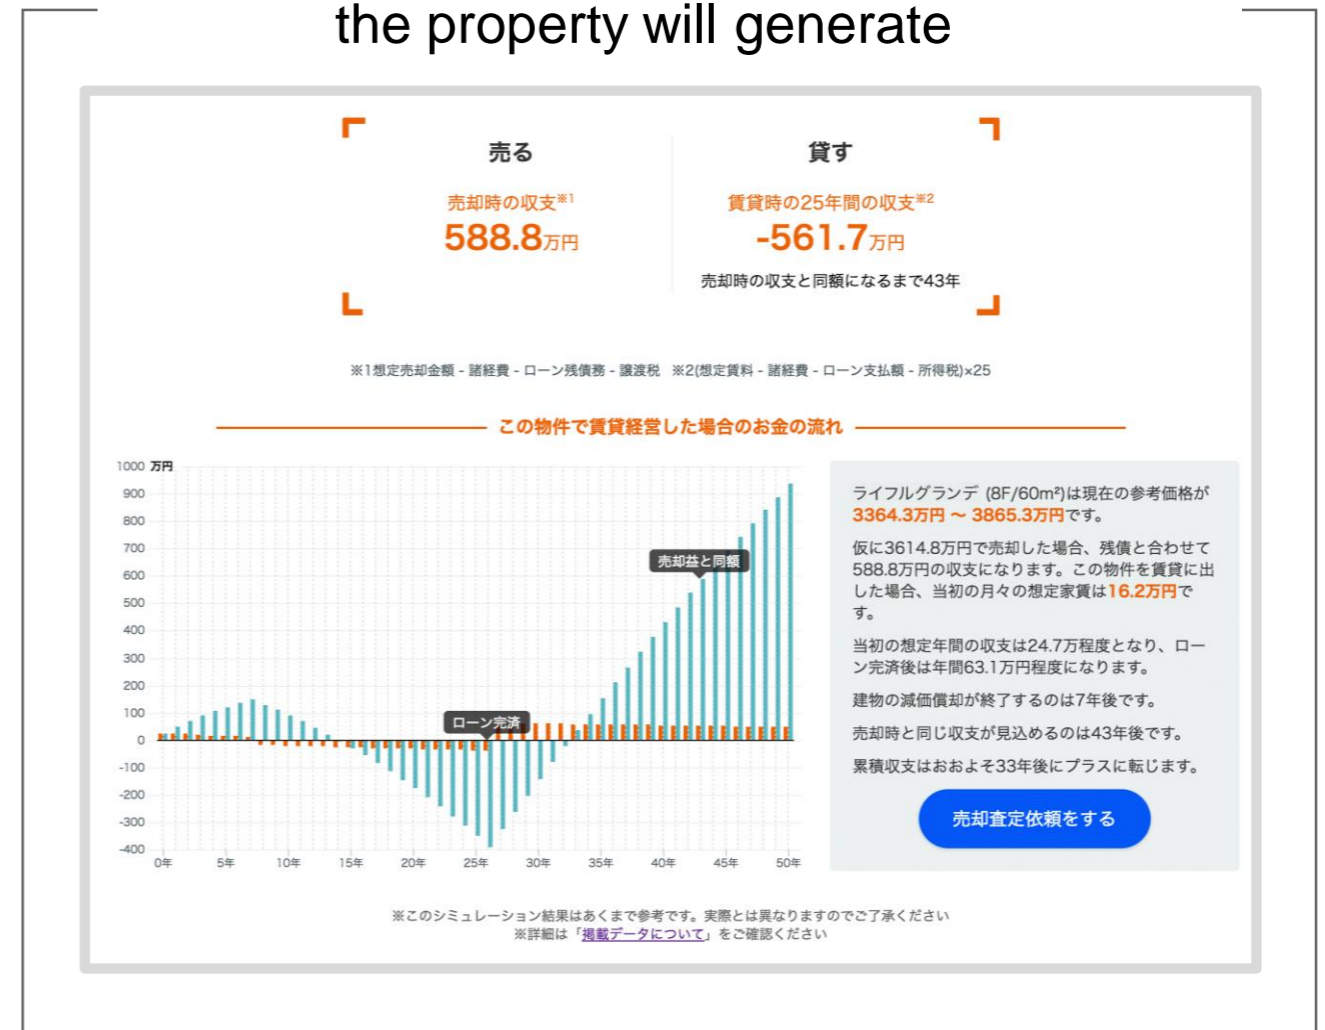 the property will generate
売る
貸す
売却時の収支※1
賃貸時の25年間の収支※2
588.8万円
-561.7万円
売却時の収支と同額になるまで43年
※1想定売却金額 - 諸経費 - ローン残債務 - 譲渡税 ※2(想定賃料 - 諸経費 - ローン支払額 - 所得税)×25
この物件で賃貸経営した場合のお金の流れ
1000 万円
900
800
700
600
500
400
300
200
100
0
-100
-200
-300
-400
売却益と同額
ローン完済
0年 5年 10年 15年 20年 25年 30年 35年 40年 45年 50年
ライフルグランデ (8F/60m²)は現在の参考価格が
3364.3万円 ～ 3865.3万円です。
仮に3614.8万円で売却した場合、残債と合わせて
588.8万円の収支になります。この物件を賃貸に出
した場合、当初の月々の想定家賃は16.2万円で
す。
当初の想定年間の収支は24.7万程度となり、ロー
ン完済後は年間63.1万円程度になります。
建物の減価償却が終了するのは7年後です。
売却時と同じ収支が見込めるのは43年後です。
累積収支はおおよそ33年後にプラスに転じます。
売却査定依頼をする
※このシミュレーション結果はあくまで参考です。実際とは異なりますのでご了承ください
※詳細は「掲載データについて」をご確認ください